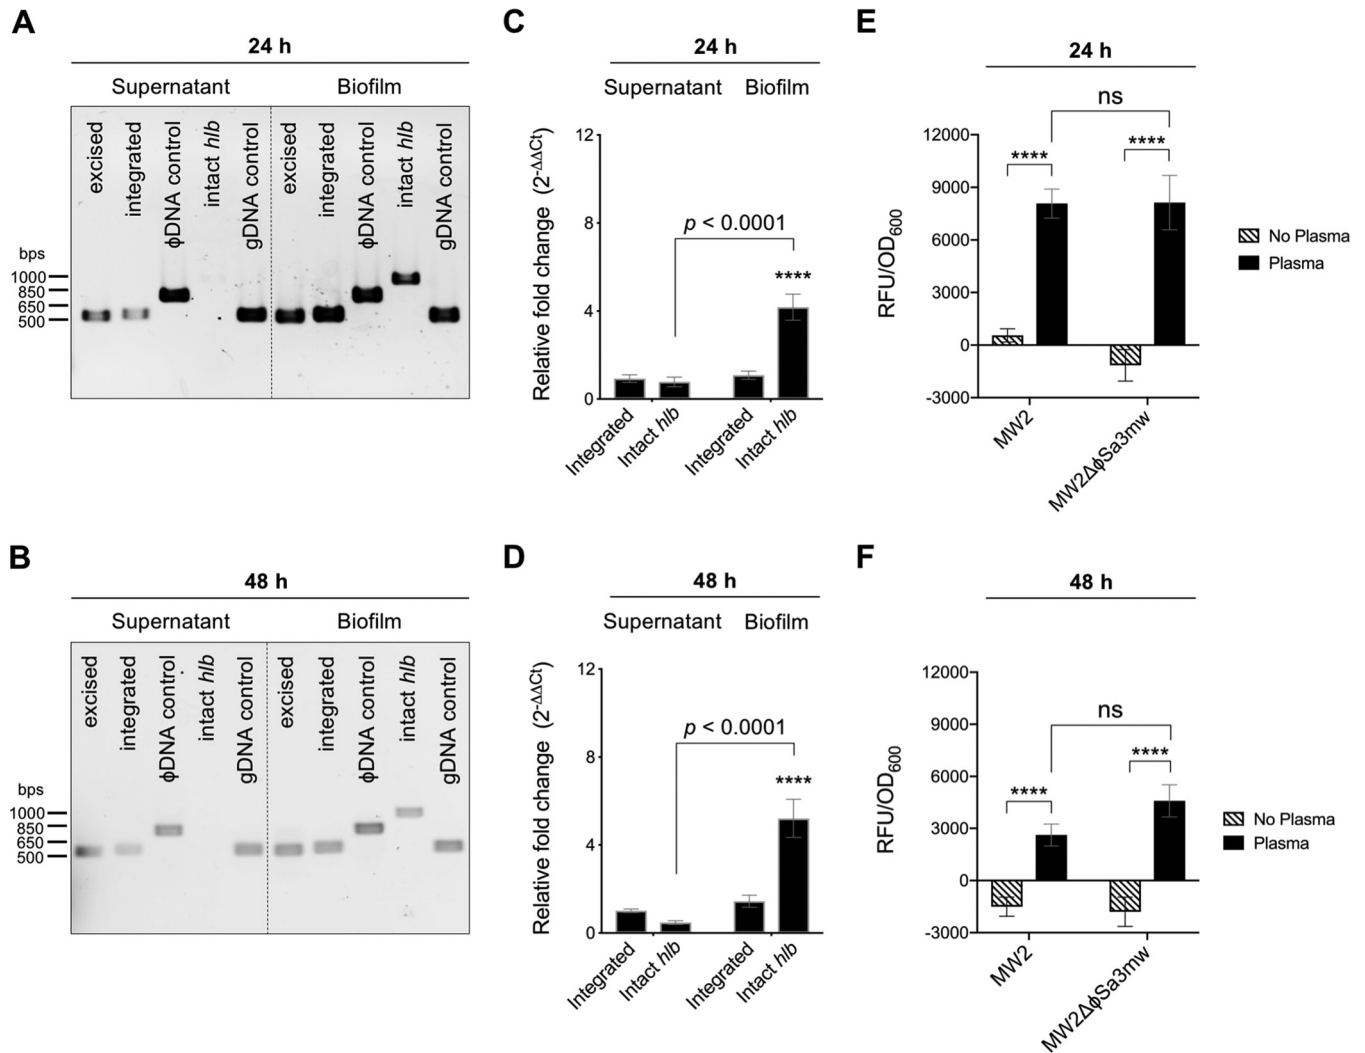 A
24 h
Supernatant Biofilm
excised integrated ϕDNA control intact hlb gDNA control excised integrated ϕDNA control intact hlb gDNA control
bps
1000
850
650
500
B
48 h
Supernatant Biofilm
excised integrated ϕDNA control intact hlb gDNA control excised integrated ϕDNA control intact hlb gDNA control
bps
1000
850
650
500
C
24 h
Supernatant Biofilm
Relative fold change (2-ΔΔCt)
12
8
4
0
p < 0.0001
****
Integrated Intact hlb Integrated Intact hlb
D
48 h
Supernatant Biofilm
Relative fold change (2-ΔΔCt)
12
8
4
0
p < 0.0001
****
Integrated Intact hlb Integrated Intact hlb
E
24 h
RFU/OD600
12000
9000
6000
3000
0
-3000
ns
**** ****
MW2 MW2ΔϕSa3mw
No Plasma
Plasma
F
48 h
RFU/OD600
12000
9000
6000
3000
0
-3000
ns
**** ****
MW2 MW2ΔϕSa3mw
No Plasma
Plasma